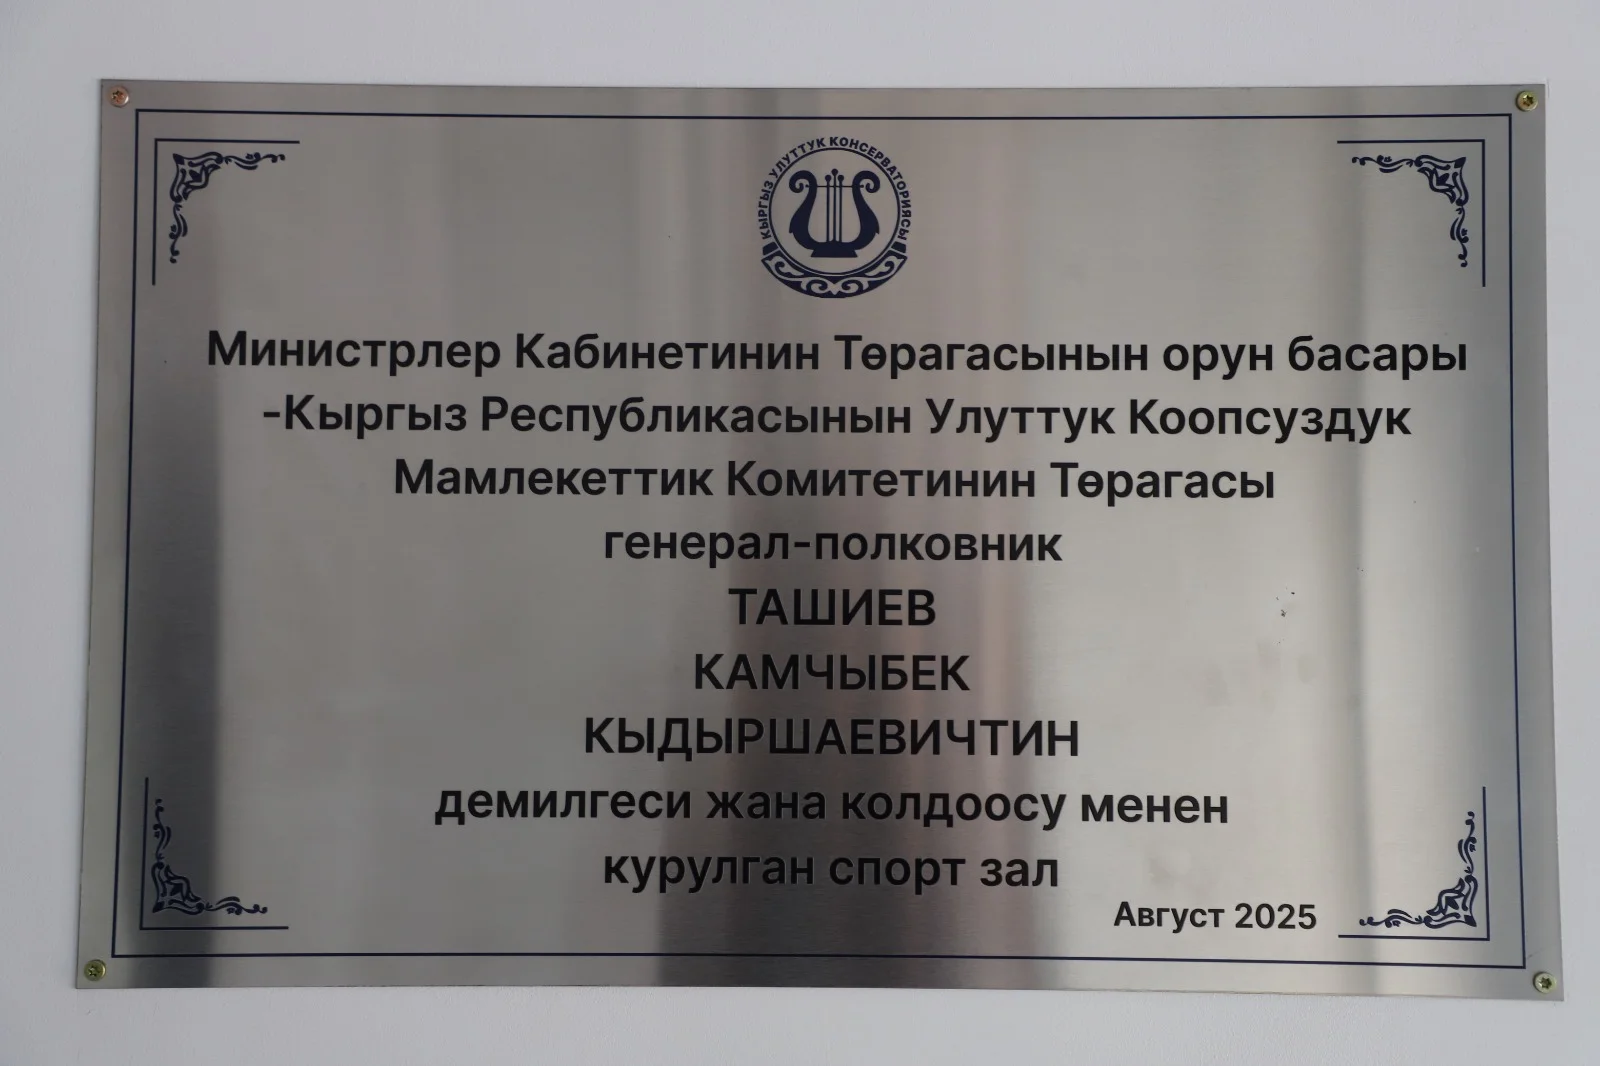 КЫРГЫЗ УЛУТТУК КОНСЕРВАТОРИЯСЫ
Министрлер Кабинетинин Төрагасынын орун басары
-Кыргыз Республикасынын Улуттук Коопсуздук
Мамлекеттик Комитетинин Төрагасы
генерал-полковник
ТАШИЕВ
КАМЧЫБЕК
КЫДЫРШАЕВИЧТИН
демилгеси жана колдоосу менен
курулган спорт зал
Август 2025